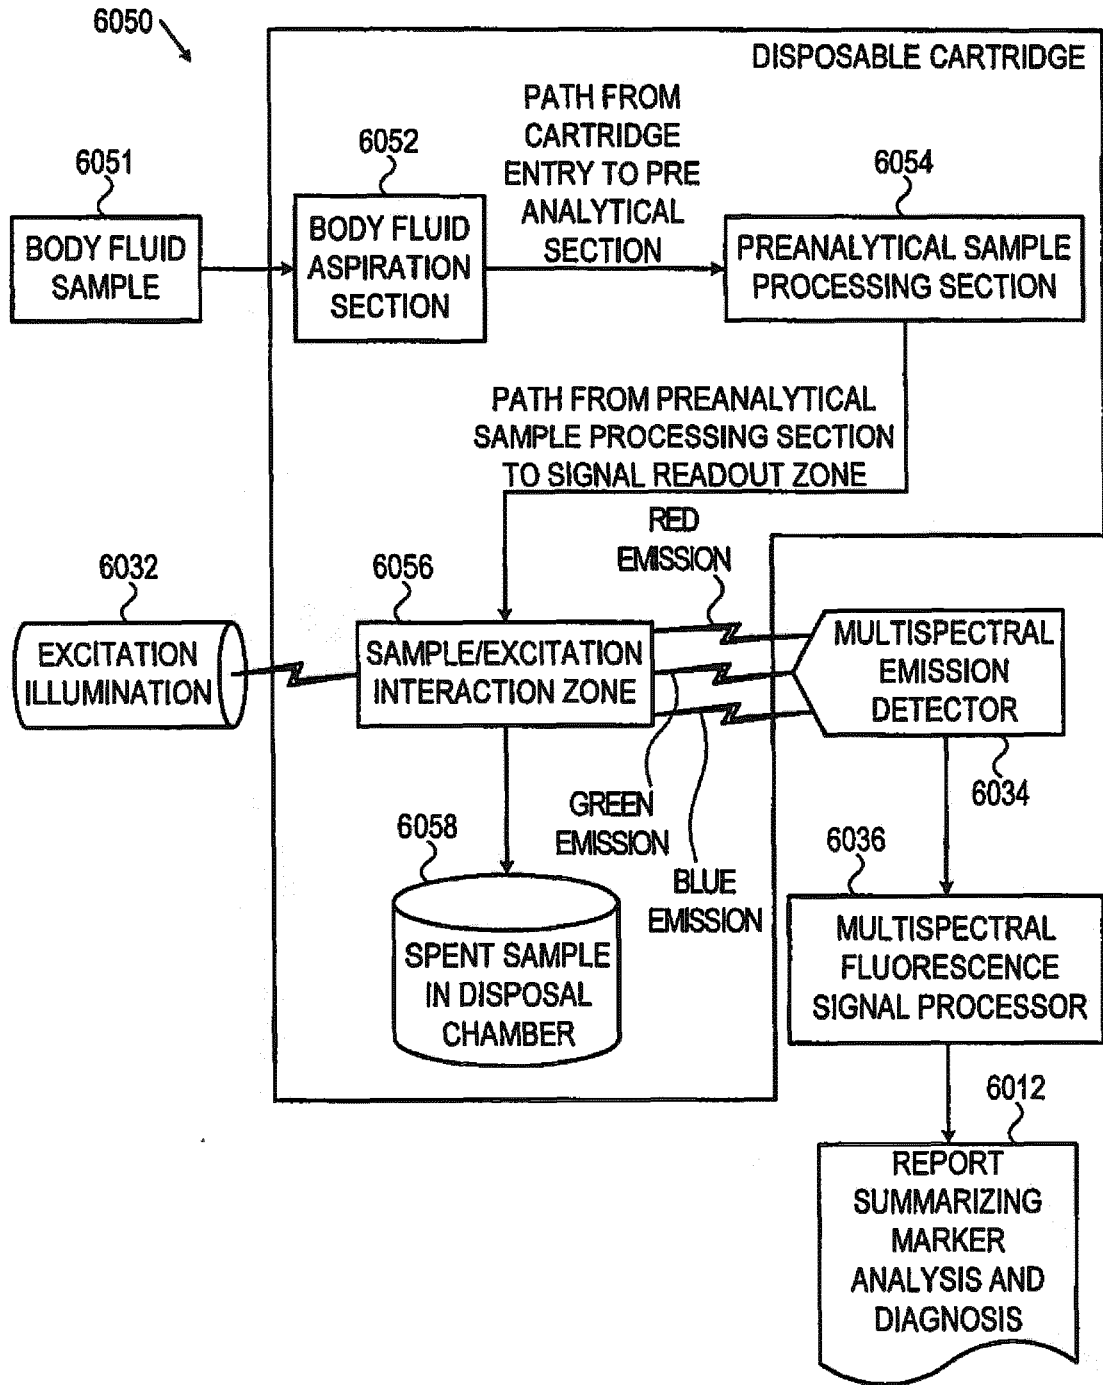 6050
DISPOSABLE CARTRIDGE
PATH FROM
CARTRIDGE
ENTRY TO PRE
ANALYTICAL
SECTION
6051
BODY FLUID
SAMPLE
6052
BODY FLUID
ASPIRATION
SECTION
6054
PREANALYTICAL SAMPLE
PROCESSING SECTION
PATH FROM PREANALYTICAL
SAMPLE PROCESSING SECTION
TO SIGNAL READOUT ZONE
RED
EMISSION
6032
EXCITATION
ILLUMINATION
6056
SAMPLE/EXCITATION
INTERACTION ZONE
MULTISPECTRAL
EMISSION
DETECTOR
6034
GREEN
EMISSION
BLUE
EMISSION
6058
SPENT SAMPLE
IN DISPOSAL
CHAMBER
6036
MULTISPECTRAL
FLUORESCENCE
SIGNAL PROCESSOR
6012
REPORT
SUMMARIZING
MARKER
ANALYSIS AND
DIAGNOSIS